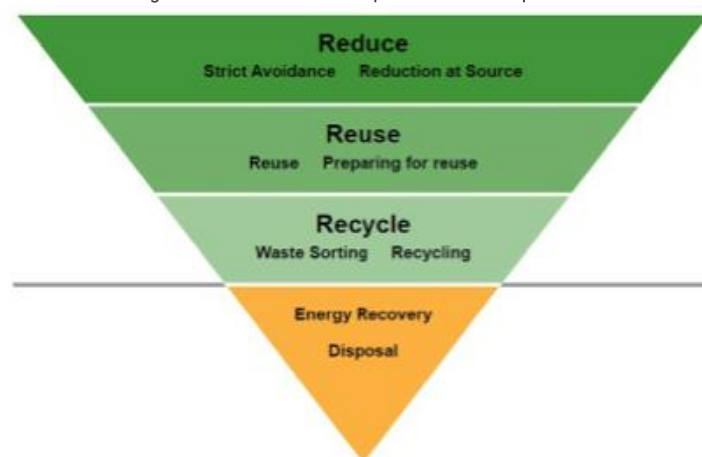 Reduce
Strict Avoidance Reduction at Source
Reuse
Reuse Preparing for reuse
Recycle
Waste Sorting Recycling
Energy Recovery
Disposal